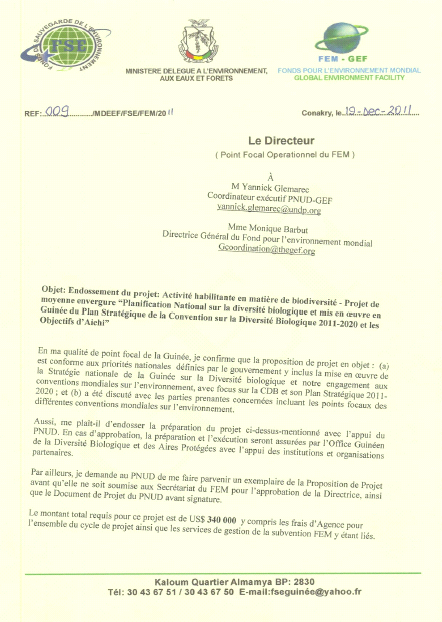 FONDS DE SAUVEGARDE DE L'ENVIRONNEMENT
FSE
MINISTERE DELEGUE A L'ENVIRONNEMENT,
AUX EAUX ET FORETS
FEM - GEF
FONDS POUR L'ENVIRONNEMENT MONDIAL
GLOBAL ENVIRONMENT FACILITY
REF: 009 /MDEEF/FSE/FEM/2011
Conakry, le 19-Dec-2011
Le Directeur
( Point Focal Operationnel du FEM )
À
M Yannick Glemarec
Coordinateur exécutif PNUD-GEF
yannick.glemarec@undp.org
Mme Monique Barbut
Directrice Général du Fond pour l'environnement mondial
Gcoordination@thegef.org
Objet: Endossement du projet: Activité habilitante en matière de biodiversité - Projet de
moyenne envergure "Planification National sur la diversité biologique et mis en œuvre en
Guinée du Plan Stratégique de la Convention sur la Diversité Biologique 2011-2020 et les
Objectifs d'Aichi"
En ma qualité de point focal de la Guinée, je confirme que la proposition de projet en objet : (a)
est conforme aux priorités nationales définies par le gouvernement y inclus la mise en œuvre de
la Stratégie nationale de la Guinée sur la Diversité biologique et notre engagement aux
conventions mondiales sur l'environnement, avec focus sur la CDB et son Plan Stratégique 2011-
2020 ; et (b) a été discuté avec les parties prenantes concernées incluant les points focaux des
différentes conventions mondiales sur l'environnement.
Aussi, me plaît-il d'endosser la préparation du projet ci-dessus-mentionné avec l'appui du
PNUD. En cas d'approbation, la préparation et l'exécution seront assurées par l'Office Guinéen
de la Diversité Biologique et des Aires Protégées avec l'appui des institutions et organisations
partenaires.
Par ailleurs, je demande au PNUD de me faire parvenir un exemplaire de la Proposition de Projet
avant qu'elle ne soit soumise aux Secrétariat du FEM pour l'approbation de la Directrice, ainsi
que le Document de Projet du PNUD avant signature.
Le montant total requis pour ce projet est de US$ 340 000 y compris les frais d'Agence pour
l'ensemble du cycle de projet ainsi que les services de gestion de la subvention FEM y étant liés.
Kaloum Quartier Almamya BP: 2830
Tél: 30 43 67 51 / 30 43 67 50 E-mail:fseguinée@yahoo.fr